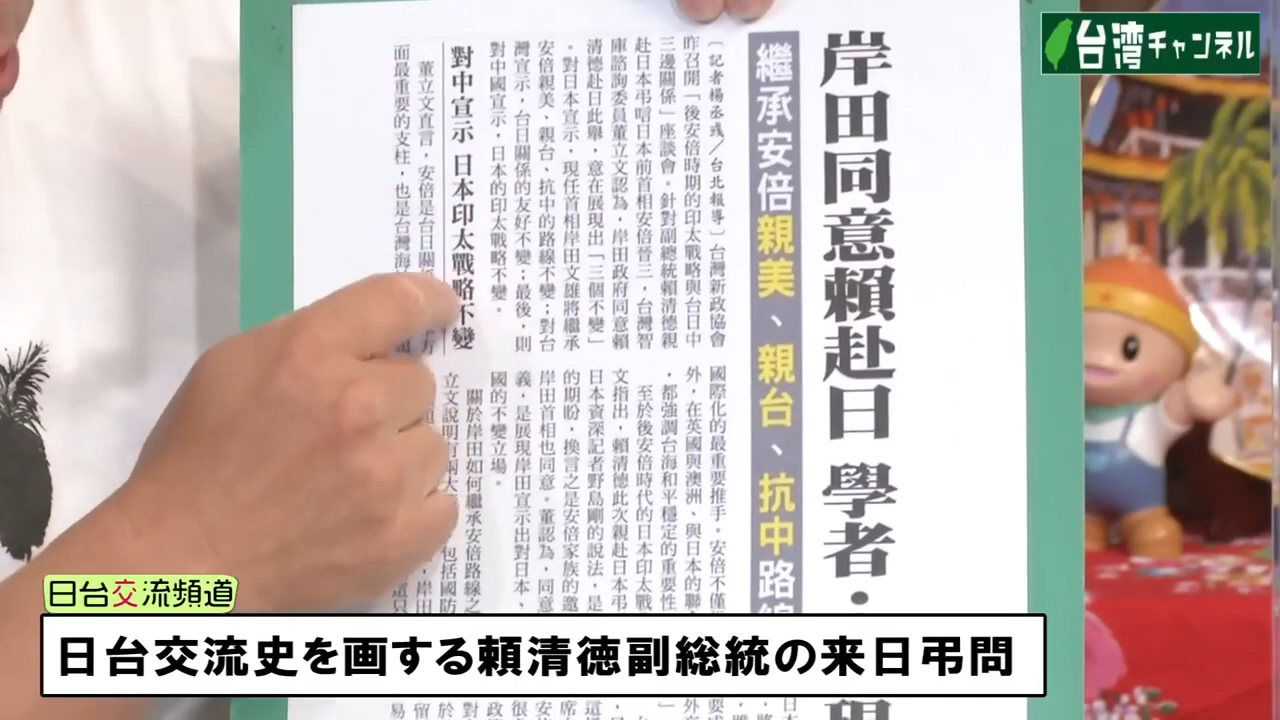 台湾チャンネル
岸田同意賴赴日 學者・
繼承安倍親美、親台、抗中路線
〔記者楊丞彧／台北報導〕台灣新政協會
昨召開「後安倍時期的印太戰略與台日中
三邊關係」座談會。針對副總統賴清德親
赴日本弔唁日本前首相安倍晉三，台灣智
庫諮詢委員董立文認為，岸田政府同意賴
清德赴日此舉，意在展現出「三個不變」
。對日本宣示，現任首相岸田文雄將繼承
安倍親美、親台、抗中的路線不變；對台
灣宣示，台日關係的友好不變；最後，則
對中國宣示，日本的印太戰略不變。
對中宣示 日本印太戰略不變
董立文直言，安倍是台日關
面最重要的支柱，也是台灣海
國際化的最重要推手。安倍不僅
外，在英國與澳洲、與日本的聯
，都強調台海和平穩定的重要性
至於後安倍時代的日本印太戰
文指出，賴清德此次親赴日本弔
日本資深記者野島剛的說法，是
的期盼，換言之是安倍家族的邀
岸田首相也同意。董認為，同意
義，是展現岸田宣示出對日本、
國的不變立場。
關於岸田如何繼承安倍路線之
立文說明有兩大 包括國防
日台交流頻道
日台交流史を画する頼清徳副総統の来日弔問